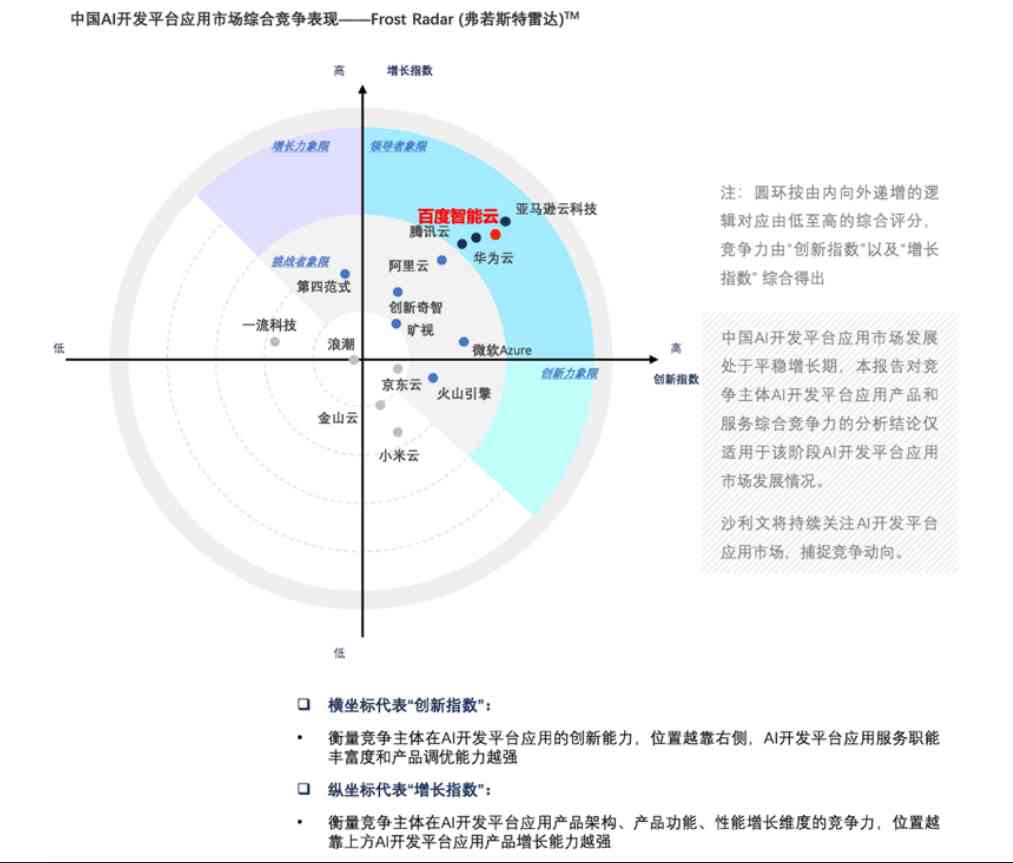 中国AI开发平台应用市场综合竞争表现——Frost Radar (弗若斯特雷达)™
高
增长指数
增长力象限
领导者象限
亚马逊云科技
百度智能云
腾讯云
华为云
阿里云
挑战者象限
第四范式
创新奇智
一流科技
旷视
浪潮
微软Azure
低
高
创新力象限
创新指数
京东云
火山引擎
金山云
小米云
低
注：圆环按由内向外递增的逻
辑对应由低至高的综合评分，
竞争力由“创新指数”以及“增长
指数” 综合得出
中国AI开发平台应用市场发展
处于平稳增长期，本报告对竞
争主体AI开发平台应用产品和
服务综合竞争力的分析结论仅
适用于该阶段AI开发平台应用
市场发展情况。
沙利文将持续关注AI开发平台
应用市场，捕捉竞争动向。
❑ 横坐标代表“创新指数”：
• 衡量竞争主体在AI开发平台应用的创新能力，位置越靠右侧，AI开发平台应用服务职能
丰富度和产品调优能力越强
❑ 纵坐标代表“增长指数”：
• 衡量竞争主体在AI开发平台应用产品架构、产品功能、性能增长维度的竞争力，位置越
靠上方AI开发平台应用产品增长能力越强